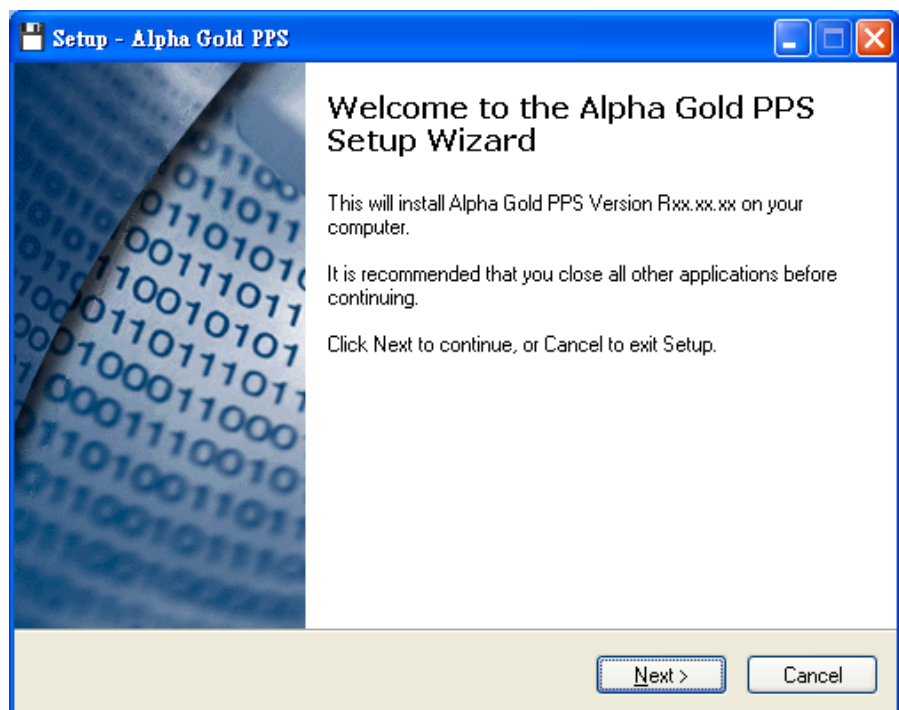 Setup - Alpha Gold PPS
Welcome to the Alpha Gold PPS
Setup Wizard
This will install Alpha Gold PPS Version Rxx.xx.xx on your
computer.
It is recommended that you close all other applications before
continuing.
Click Next to continue, or Cancel to exit Setup.
Next >
Cancel